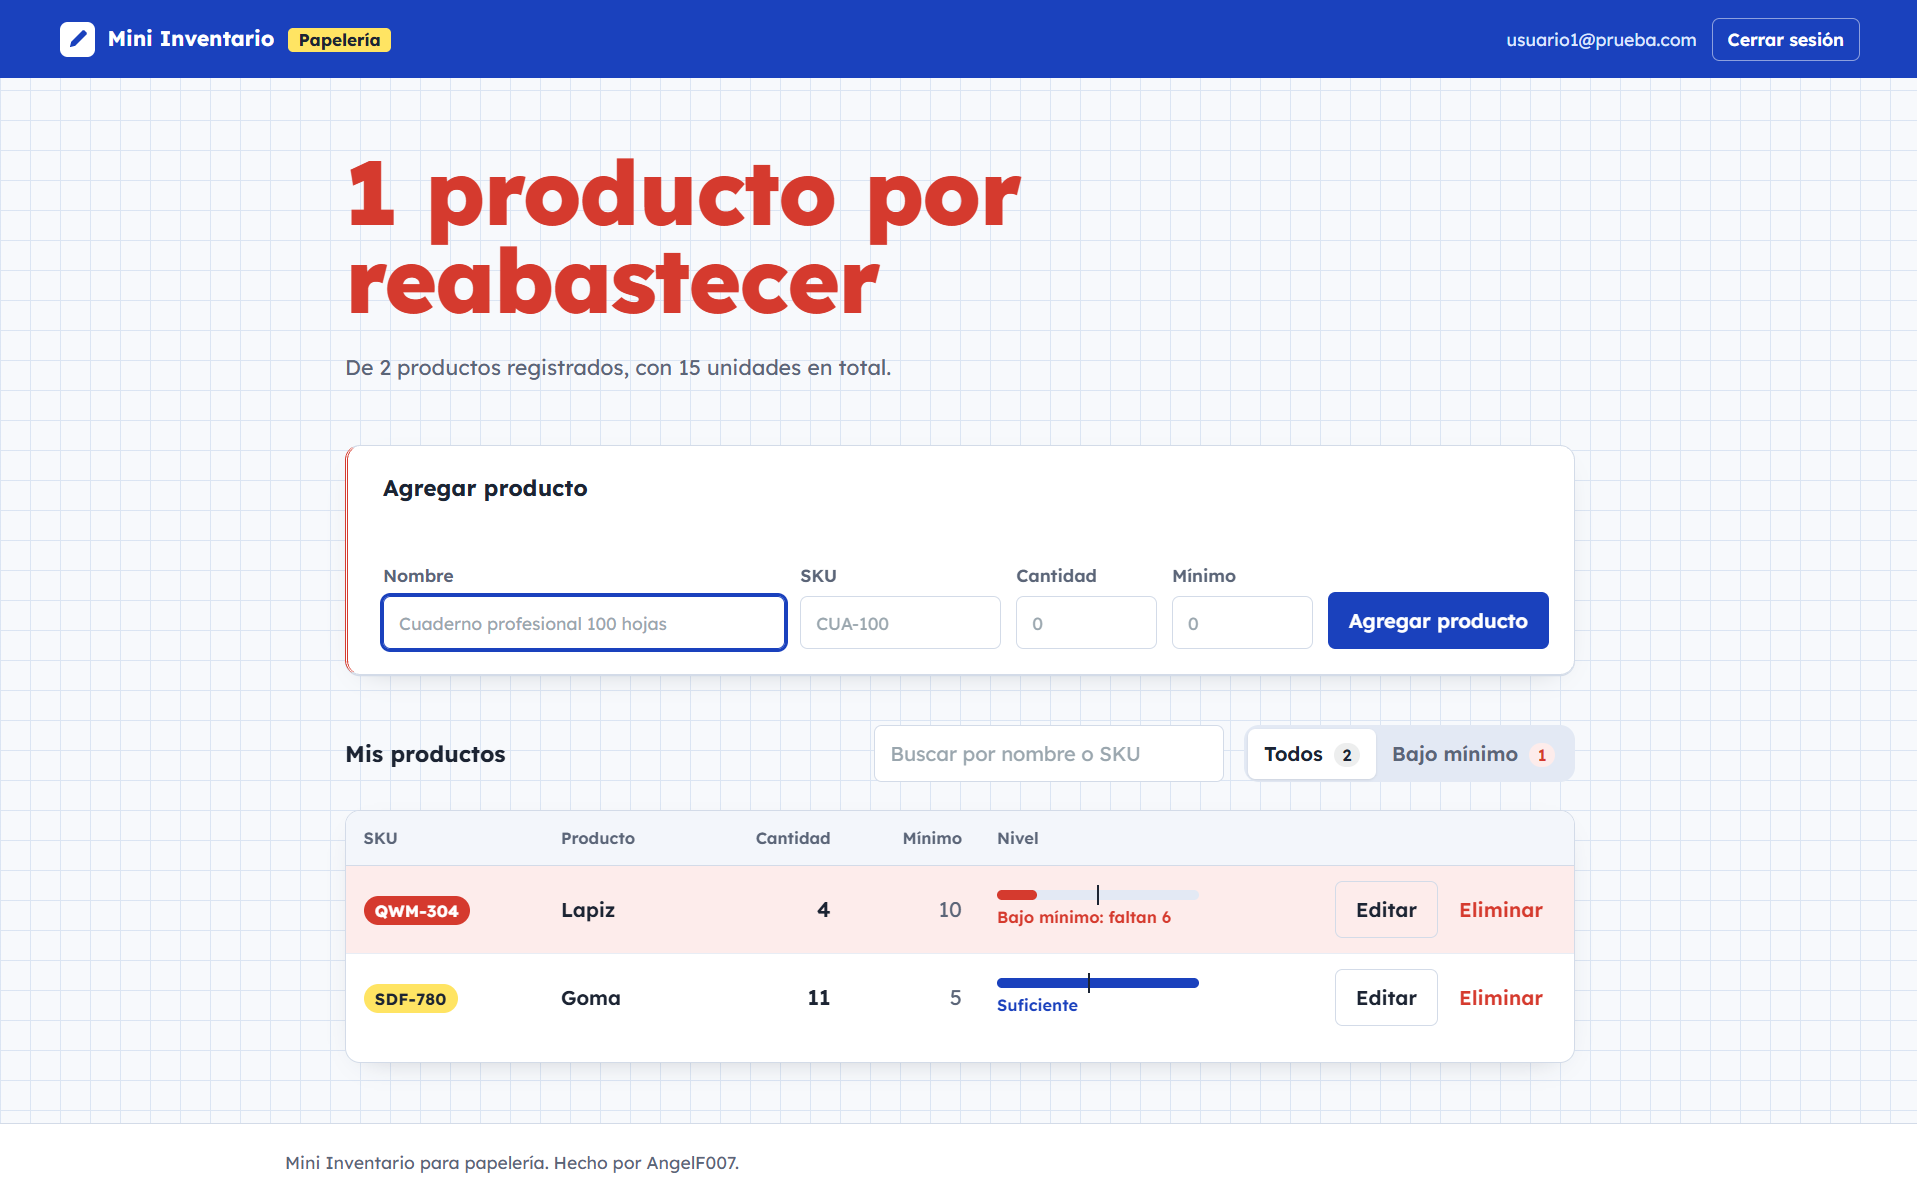 Mini Inventario Papelería usuario1@prueba.com Cerrar sesión
1 producto por
reabastecer
De 2 productos registrados, con 15 unidades en total.
Agregar producto
Nombre SKU Cantidad Mínimo
Cuaderno profesional 100 hojas CUA-100 0 0 Agregar producto
Mis productos Buscar por nombre o SKU Todos 2 Bajo mínimo 1
SKU Producto Cantidad Mínimo Nivel
QWM-304 Lapiz 4 10 Bajo mínimo: faltan 6 Editar Eliminar
SDF-780 Goma 11 5 Suficiente Editar Eliminar
Mini Inventario para papelería. Hecho por AngelF007.